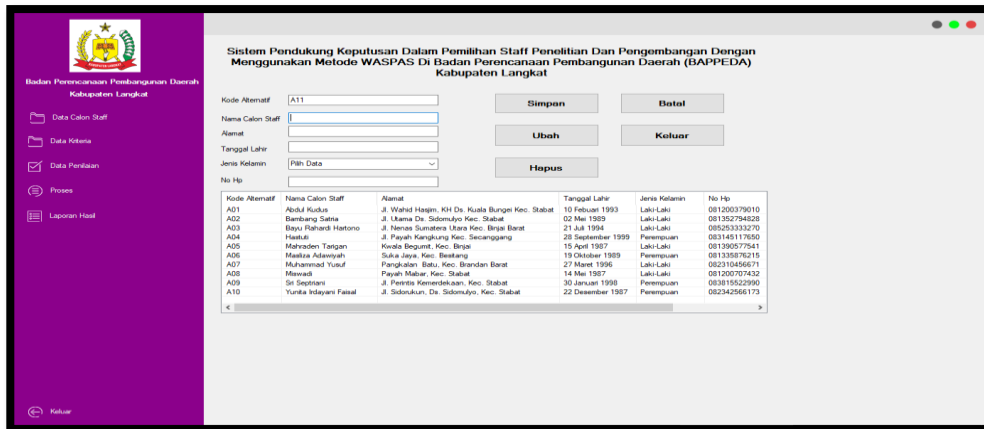 Badan Perencanaan Pembangunan Daerah
Kabupaten Langkat
Data Calon Staff
Data Kriteria
Data Penilaian
Proses
Laporan Hasil
Keluar
Sistem Pendukung Keputusan Dalam Pemilihan Staff Penelitian Dan Pengembangan Dengan
Menggunakan Metode WASPAS Di Badan Perencanaan Pembangunan Daerah (BAPPEDA)
Kabupaten Langkat
Kode Alternatif A11
Nama Calon Staff
Alamat
Tanggal Lahir
Jenis Kelamin Pilih Data
No Hp
Simpan Batal
Ubah Keluar
Hapus
Kode Alternatif Nama Calon Staff Alamat Tanggal Lahir Jenis Kelamin No Hp
A01 Abdul Kudus Jl. Wahid Hasjim, KH Ds. Kuala Bungei Kec. Stabat 10 Febuari 1993 Laki-Laki 081200379010
A02 Bambang Satria Jl. Utama Ds. Sidomulyo Kec. Stabat 02 Mei 1989 Laki-Laki 081352794828
A03 Bayu Rahardi Hartono Jl. Nenas Sumatera Utara Kec. Binjai Barat 21 Juli 1994 Laki-Laki 085253333270
A04 Hastuti Jl. Payah Kangkung Kec. Secanggang 28 September 1999 Perempuan 083145117650
A05 Mahraden Tarigan Kwala Begumit, Kec. Binjai 15 April 1987 Laki-Laki 081390577541
A06 Masliza Adawiyah Suka Jaya, Kec. Besitang 19 Oktober 1989 Perempuan 081335876215
A07 Muhammad Yusuf Pangkalan Batu, Kec. Brandan Barat 27 Maret 1996 Laki-Laki 082310456671
A08 Miswadi Payah Mabar, Kec. Stabat 14 Mei 1987 Laki-Laki 081200707432
A09 Sri Septriani Jl. Perintis Kemerdekaan, Kec. Stabat 30 Januari 1998 Perempuan 083815522990
A10 Yunita Irdayani Faisal Jl. Sidorukun, Ds. Sidomulyo, Kec. Stabat 22 Desember 1987 Perempuan 082342566173